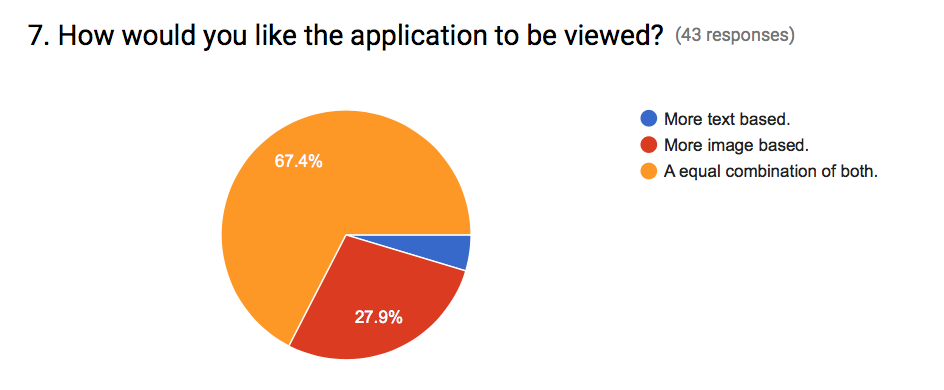 7. How would you like the application to be viewed? (43 responses)
More text based.
More image based.
A equal combination of both.
67.4%
27.9%